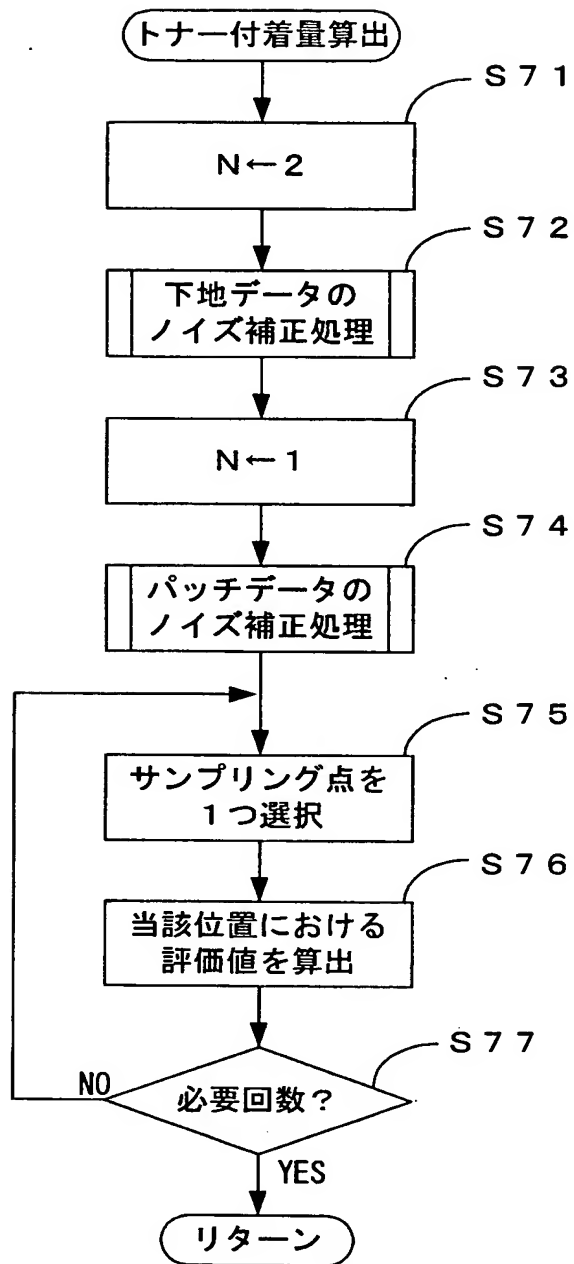 トナー付着量算出
S71
N←2
S72
下地データの
ノイズ補正処理
S73
N←1
S74
パッチデータの
ノイズ補正処理
S75
サンプリング点を
1つ選択
S76
当該位置における
評価値を算出
S77
NO
必要回数?
YES
リターン